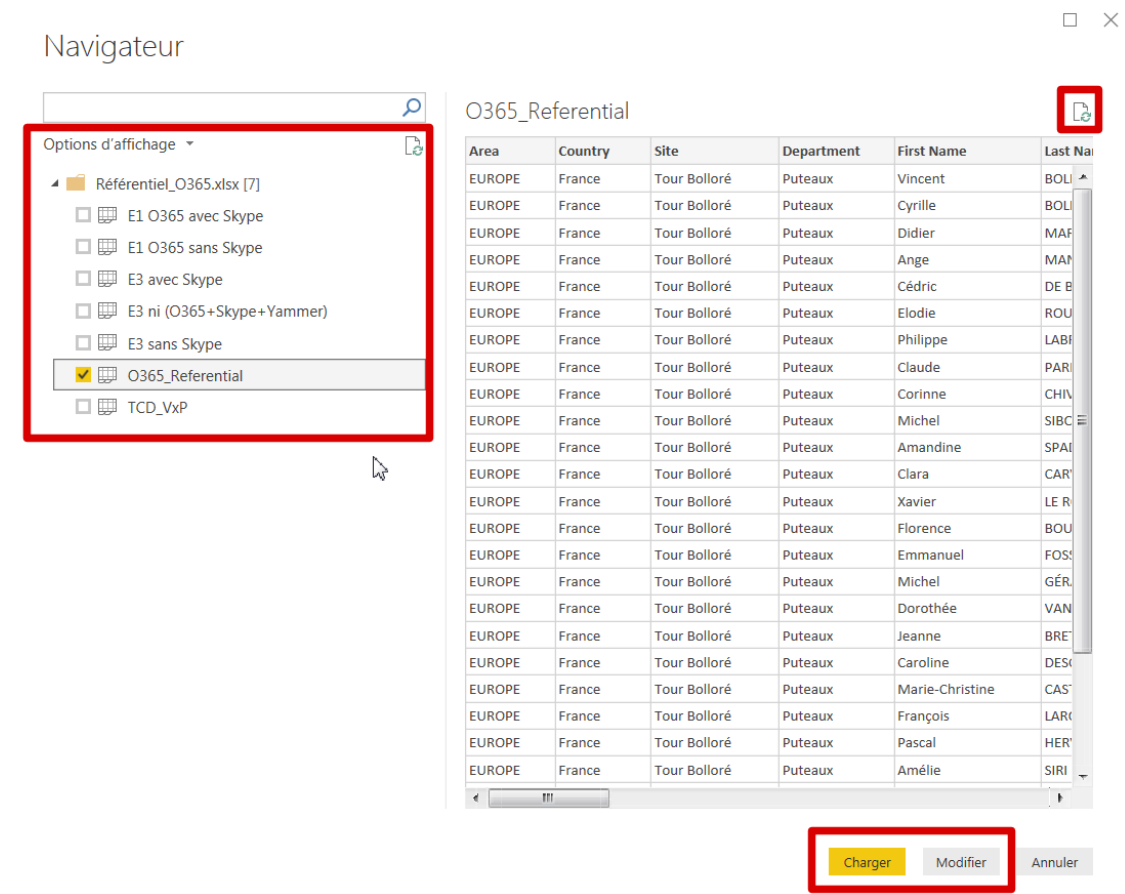 Navigateur
Options d'affichage
Référentiel_O365.xlsx [7]
E1 O365 avec Skype
E1 O365 sans Skype
E3 avec Skype
E3 ni (O365+Skype+Yammer)
E3 sans Skype
O365_Referential
TCD_VxP
O365_Referential
Area Country Site Department First Name Last Nar
EUROPE France Tour Bolloré Puteaux Vincent
EUROPE France Tour Bolloré Puteaux Cyrille
EUROPE France Tour Bolloré Puteaux Didier
EUROPE France Tour Bolloré Puteaux Ange
EUROPE France Tour Bolloré Puteaux Cédric DE B
EUROPE France Tour Bolloré Puteaux Elodie ROU
EUROPE France Tour Bolloré Puteaux Philippe
EUROPE France Tour Bolloré Puteaux Claude
EUROPE France Tour Bolloré Puteaux Corinne
EUROPE France Tour Bolloré Puteaux Michel
EUROPE France Tour Bolloré Puteaux Amandine
EUROPE France Tour Bolloré Puteaux Clara
EUROPE France Tour Bolloré Puteaux Xavier LE R
EUROPE France Tour Bolloré Puteaux Florence BOU
EUROPE France Tour Bolloré Puteaux Emmanuel
EUROPE France Tour Bolloré Puteaux Michel
EUROPE France Tour Bolloré Puteaux Dorothée VAN
EUROPE France Tour Bolloré Puteaux Jeanne
EUROPE France Tour Bolloré Puteaux Caroline
EUROPE France Tour Bolloré Puteaux Marie-Christine
EUROPE France Tour Bolloré Puteaux François
EUROPE France Tour Bolloré Puteaux Pascal
EUROPE France Tour Bolloré Puteaux Amélie SIRI
Charger Modifier Annuler